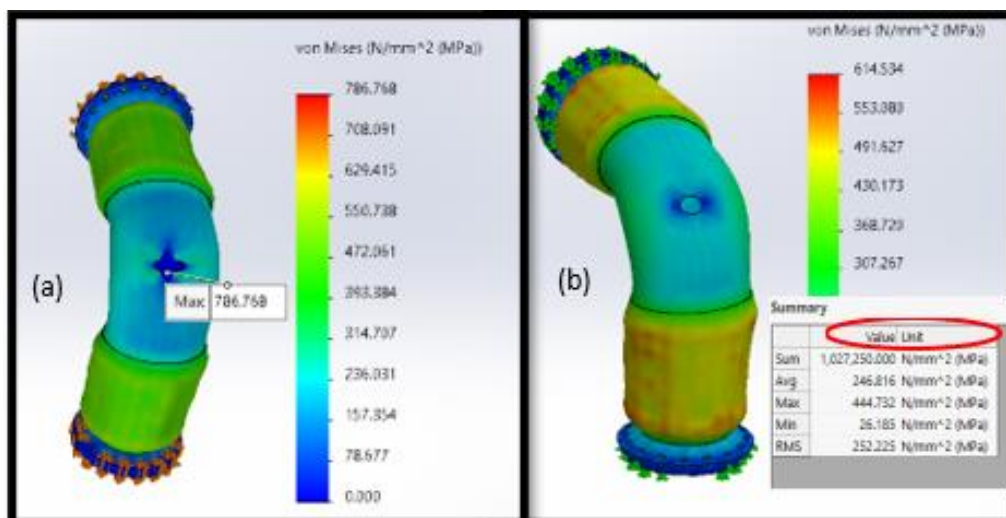 von Mises (N/mm^2 (MPa))
786.768
708.091
629.415
550.738
472.061
393.384
314.707
236.031
157.354
78.677
0.000
Max: 786.768
(a)
von Mises (N/mm^2 (MPa))
614.534
553.080
491.627
430.173
368.720
307.267
(b)
Summary
Value Unit
Sum 1,027,250.000 N/mm^2 (MPa)
Avg 246.816 N/mm^2 (MPa)
Max 444.732 N/mm^2 (MPa)
Min 26.185 N/mm^2 (MPa)
RMS 252.225 N/mm^2 (MPa)